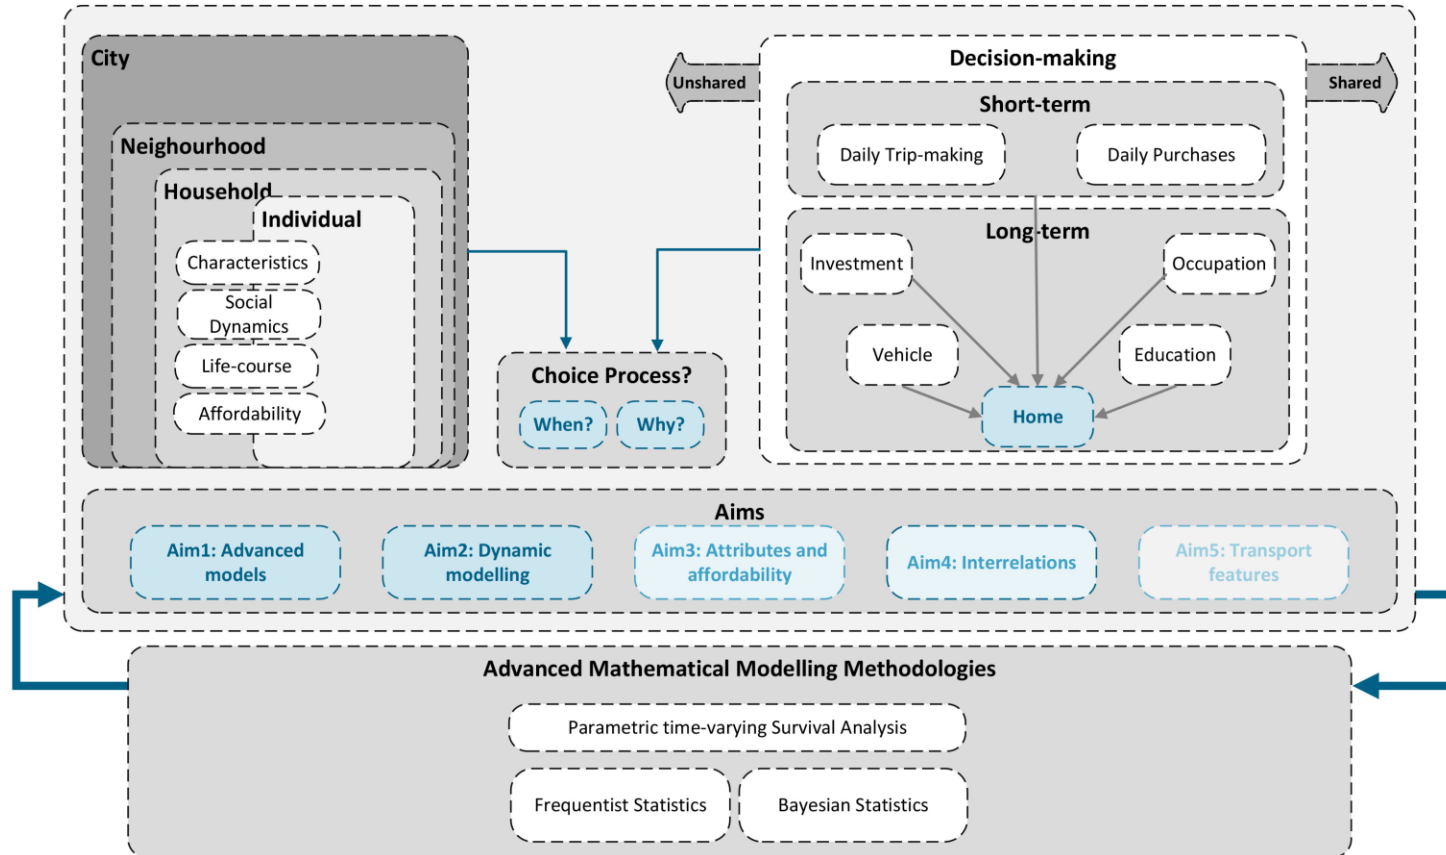 City
Neighourhood
Household
Individual
Characteristics
Social
Dynamics
Life-course
Affordability
Unshared
Decision-making
Shared
Short-term
Daily Trip-making
Daily Purchases
Long-term
Investment
Occupation
Vehicle
Education
Home
Choice Process?
When?
Why?
Aims
Aim1: Advanced
models
Aim2: Dynamic
modelling
Aim3: Attributes and
affordability
Aim4: Interrelations
Aim5: Transport
features
Advanced Mathematical Modelling Methodologies
Parametric time-varying Survival Analysis
Frequentist Statistics
Bayesian Statistics